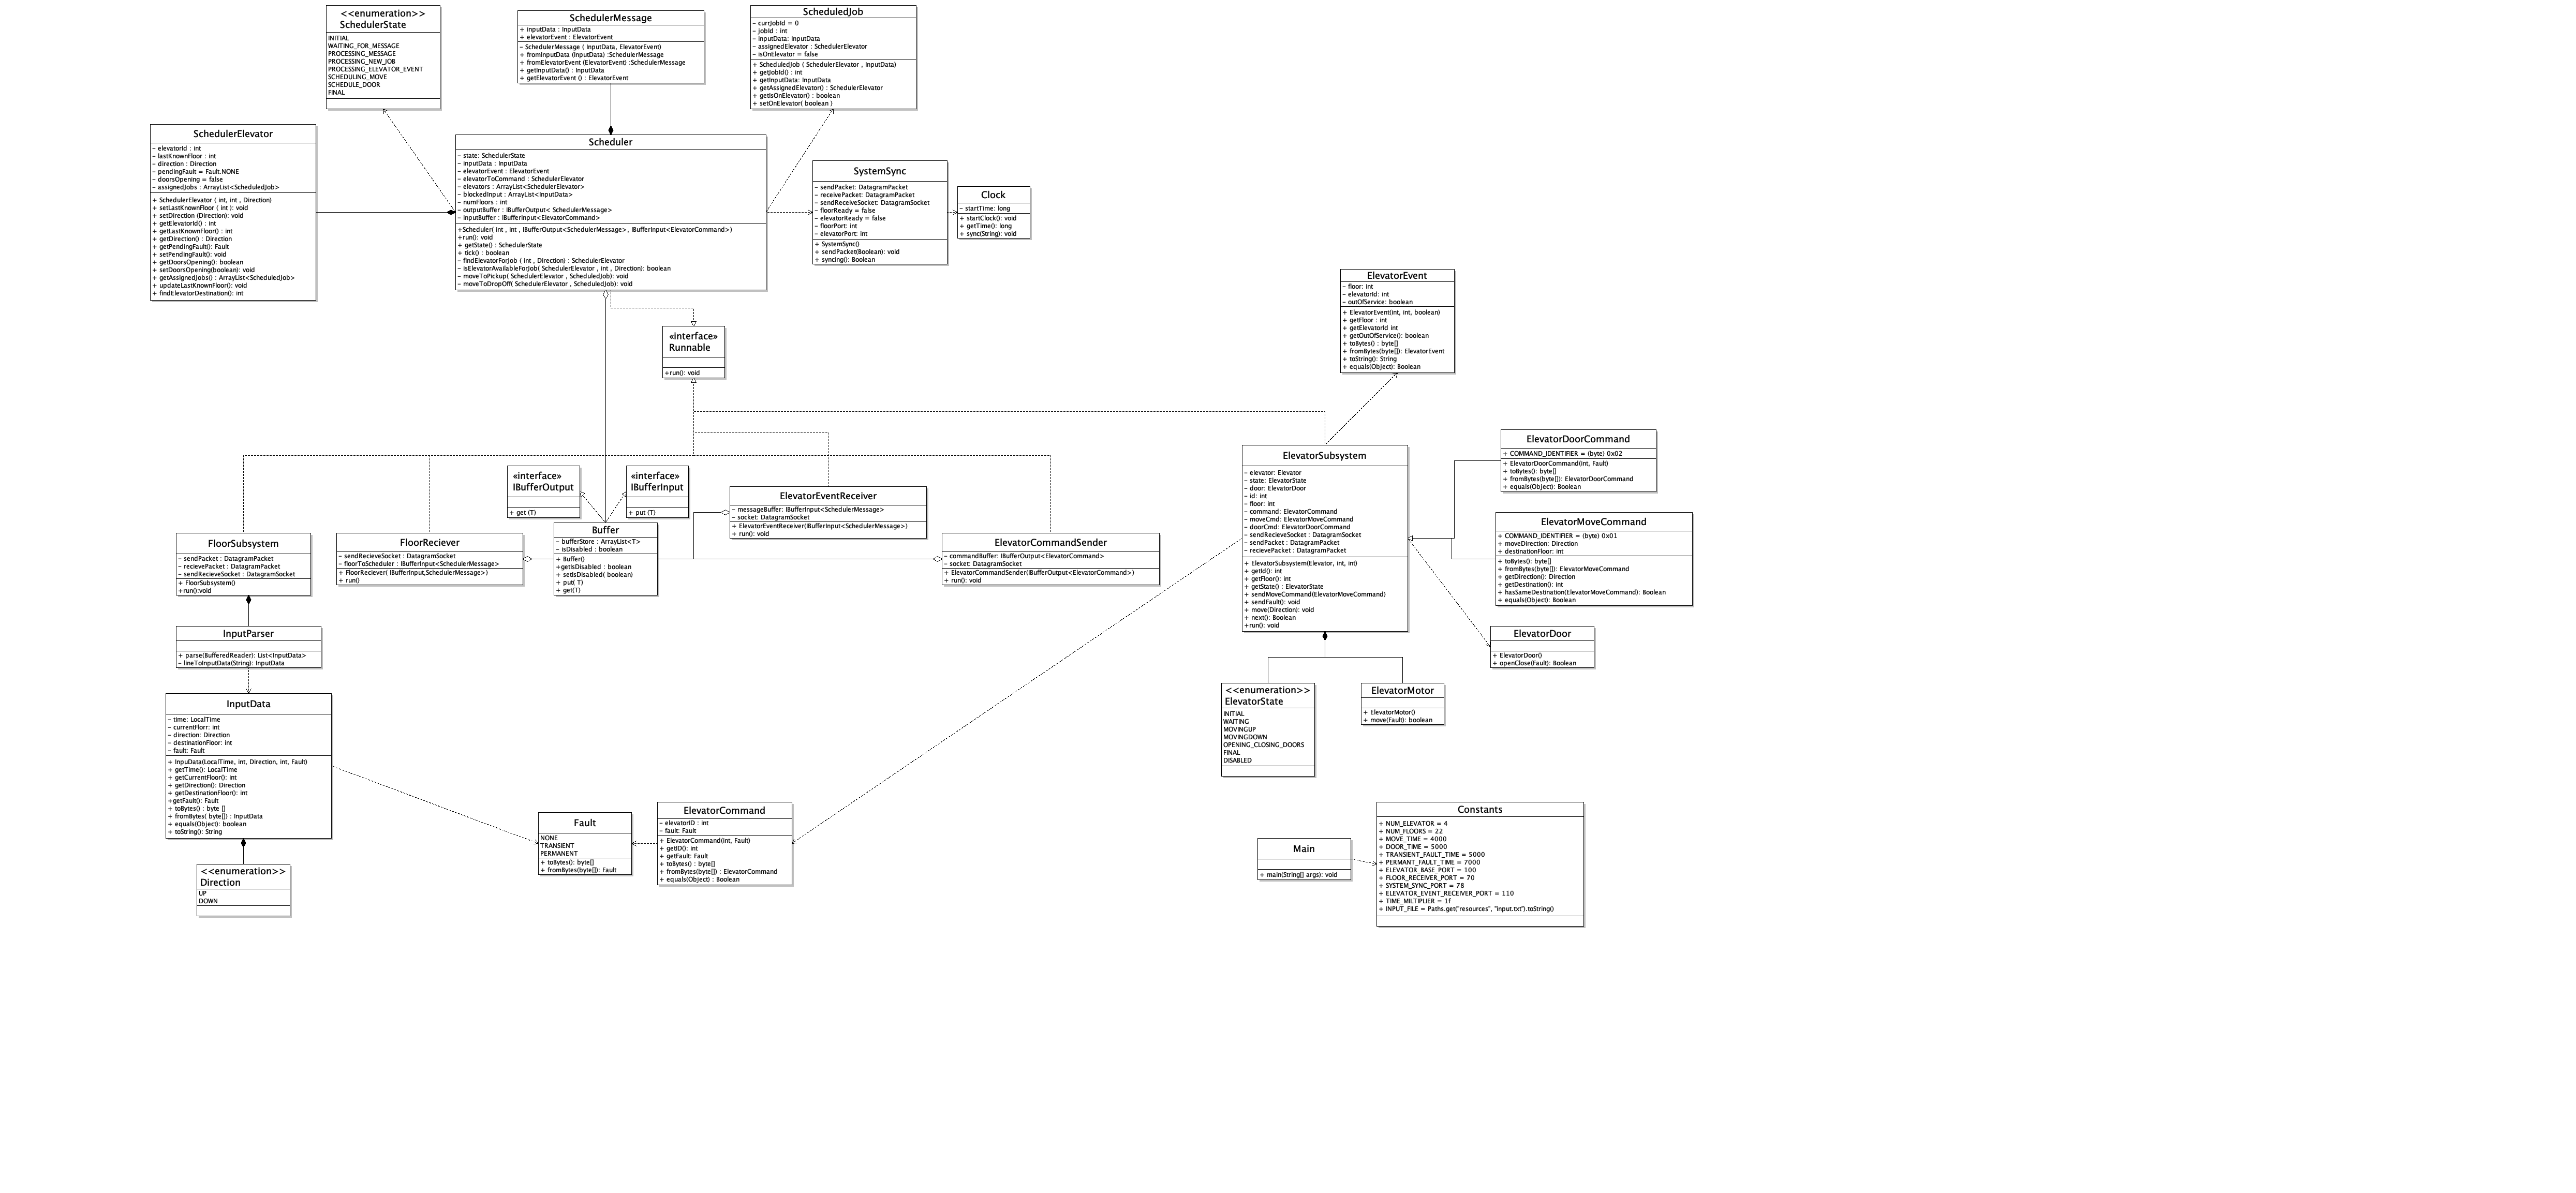 <<enumeration>>
SchedulerState
INITIAL
WAITING_FOR_MESSAGE
PROCESSING_MESSAGE
PROCESSING_NEW_JOB
PROCESSING_ELEVATOR_EVENT
SCHEDULING_MOVE
SCHEDULE_DOOR
FINAL
SchedulerMessage
+ inputData : InputData
+ elevatorEvent : ElevatorEvent
- SchedulerMessage ( InputData, ElevatorEvent)
+ fromInputData (InputData) :SchedulerMessage
+ fromElevatorEvent (ElevatorEvent) :SchedulerMessage
+ getInputData() : InputData
+ getElevatorEvent () : ElevatorEvent
ScheduledJob
- currJobId = 0
- jobId : int
- inputData: InputData
- assignedElevator : SchedulerElevator
- isOnElevator = false
+ ScheduledJob ( SchedulerElevator , InputData)
+ getJobId() : int
+ getInputData: InputData
+ getAssignedElevator() : SchedulerElevator
+ getIsOnElevator() : boolean
+ setOnElevator( boolean )
SchedulerElevator
- elevatorId : int
- lastKnownFloor : int
- direction : Direction
- pendingFault = Fault.NONE
- doorsOpening = false
- assignedJobs : ArrayList<ScheduledJob>
+ SchedulerElevator ( int, int , Direction)
+ setLastKnownFloor ( int ): void
+ setDirection (Direction): void
+ getElevatorId() : int
+ getLastKnownFloor() : int
+ getDirection() : Direction
+ getPendingFault(): Fault
+ setPendingFault(): void
+ getDoorsOpening(): boolean
+ setDoorsOpening(boolean): void
+ getAssignedJobs() : ArrayList<ScheduledJob>
+ updateLastKnownFloor(): void
+ findElevatorDestination(): int
Scheduler
- state: SchedulerState
- inputData : InputData
- elevatorEvent : ElevatorEvent
- elevatorToCommand : SchedulerElevator
- elevators : ArrayList<SchedulerElevator>
- blockedInput : ArrayList<InputData>
- numFloors : int
- outputBuffer : IBufferOutput< SchedulerMessage>
- inputBuffer : IBufferInput<ElevatorCommand>
+Scheduler( int , int , IBufferOutput<SchedulerMessage>, IBufferInput<ElevatorCommand>)
+run(): void
+ getState() : SchedulerState
+ tick() : boolean
- findElevatorForJob ( int , Direction) : SchedulerElevator
- isElevatorAvailableForJob( SchedulerElevator , int , Direction): boolean
- moveToPickup( SchedulerElevator , ScheduledJob): void
- moveToDropOff( SchedulerElevator , ScheduledJob): void
SystemSync
- sendPacket: DatagramPacket
- receivePacket: DatagramPacket
- sendReceiveSocket: DatagramSocket
- floorReady = false
- elevatorReady = false
- floorPort: int
- elevatorPort: int
+ SystemSync()
+ sendPacket(Boolean): void
+ syncing(): Boolean
Clock
- startTime: long
+ startClock(): void
+ getTime(): long
+ sync(String): void
«interface»
Runnable
+run(): void
ElevatorEvent
- floor: int
- elevatorId: int
- outOfService: boolean
+ ElevatorEvent(int, int, boolean)
+ getFloor : int
+ getElevatorId int
+ getOutOfService(): boolean
+ toBytes() : byte[]
+ fromBytes(byte[]): ElevatorEvent
+ toString(): String
+ equals(Object): Boolean
«interface»
IBufferOutput
+ get (T)
«interface»
IBufferInput
+ put (T)
ElevatorEventReceiver
- messageBuffer: IBufferInput<SchedulerMessage>
- socket: DatagramSocket
+ ElevatorEventReceiver(IBufferInput<SchedulerMessage>)
+ run(): void
ElevatorSubsystem
- elevator: Elevator
- state: ElevatorState
- door: ElevatorDoor
- id: int
- floor: int
- command: ElevatorCommand
- moveCmd: ElevatorMoveCommand
- doorCmd: ElevatorDoorCommand
- sendRecieveSocket: DatagramSocket
- sendPacket : DatagramPacket
- recievePacket : DatagramPacket
+ ElevatorSubsystem(Elevator, int, int)
+ getId(): int
+ getFloor(): int
+ getState() : ElevatorState
+ sendMoveCommand(ElevatorMoveCommand)
+ sendFault(): void
+ move(Direction): void
+ next(): Boolean
+run(): void
ElevatorDoorCommand
+ COMMAND_IDENTIFIER = (byte) 0x02
+ ElevatorDoorCommand(int, Fault)
+ toBytes(): byte[]
+ fromBytes(byte[]): ElevatorDoorCommand
+ equals(Object): Boolean
ElevatorMoveCommand
+ COMMAND_IDENTIFIER = (byte) 0x01
+ moveDirection: Direction
+ destinationFloor: int
+ toBytes(): byte[]
+ fromBytes(byte[]): ElevatorMoveCommand
+ getDirection(): Direction
+ getDestination(): int
+ hasSameDestination(ElevatorMoveCommand): Boolean
+ equals(Object): Boolean
FloorSubsystem
- sendPacket : DatagramPacket
- recievePacket : DatagramPacket
- sendRecieveSocket : DatagramSocket
+ FloorSubsystem()
+run():void
FloorReciever
- sendRecieveSocket : DatagramSocket
- floorToScheduler : IBufferInput<SchedulerMessage>
+ FloorReciever( IBufferInput,SchedulerMessage>)
+ run()
Buffer
- bufferStore : ArrayList<T>
- isDisabled : boolean
+ Buffer()
+getIsDisabled : boolean
+ setIsDisabled( boolean)
+ put( T)
+ get(T)
ElevatorCommandSender
- commandBuffer: IBufferOutput<ElevatorCommand>
- socket: DatagramSocket
+ ElevatorCommandSender(IBufferOutput<ElevatorCommand>)
+ run(): void
InputParser
+ parse(BufferedReader): List<InputData>
- lineToInputData(String): InputData
ElevatorDoor
+ ElevatorDoor()
+ openClose(Fault): Boolean
<<enumeration>>
ElevatorState
INITIAL
WAITING
MOVINGUP
MOVINGDOWN
OPENING_CLOSING_DOORS
FINAL
DISABLED
ElevatorMotor
+ ElevatorMotor()
+ move(Fault): boolean
InputData
- time: LocalTime
- currentFlorr: int
- direction: Direction
- destinationFloor: int
- fault: Fault
+ InpuData(LocalTime, int, Direction, int, Fault)
+ getTime(): LocalTime
+ getCurrentFloor(): int
+ getDirection(): Direction
+ getDestinationFloor(): int
+getFault(): Fault
+ toBytes() : byte []
+ fromBytes( byte[]) : InputData
+ equals(Object): boolean
+ toString(): String
<<enumeration>>
Direction
UP
DOWN
Fault
NONE
TRANSIENT
PERMANENT
+ toBytes(): byte[]
+ fromBytes(byte[]): Fault
ElevatorCommand
- elevatorID : int
- fault: Fault
+ ElevatorCommand(int, Fault)
+ getID(): int
+ getFault: Fault
+ toBytes() : byte[]
+ fromBytes(byte[]) : ElevatorCommand
+ equals(Object) : Boolean
Main
+ main(String[] args): void
Constants
+ NUM_ELEVATOR = 4
+ NUM_FLOORS = 22
+ MOVE_TIME = 4000
+ DOOR_TIME = 5000
+ TRANSIENT_FAULT_TIME = 5000
+ PERMANT_FAULT_TIME = 7000
+ ELEVATOR_BASE_PORT = 100
+ FLOOR_RECEIVER_PORT = 70
+ SYSTEM_SYNC_PORT = 78
+ ELEVATOR_EVENT_RECEIVER_PORT = 110
+ TIME_MILTIPLIER = 1f
+ INPUT_FILE = Paths.get("resources", "input.txt").toString()